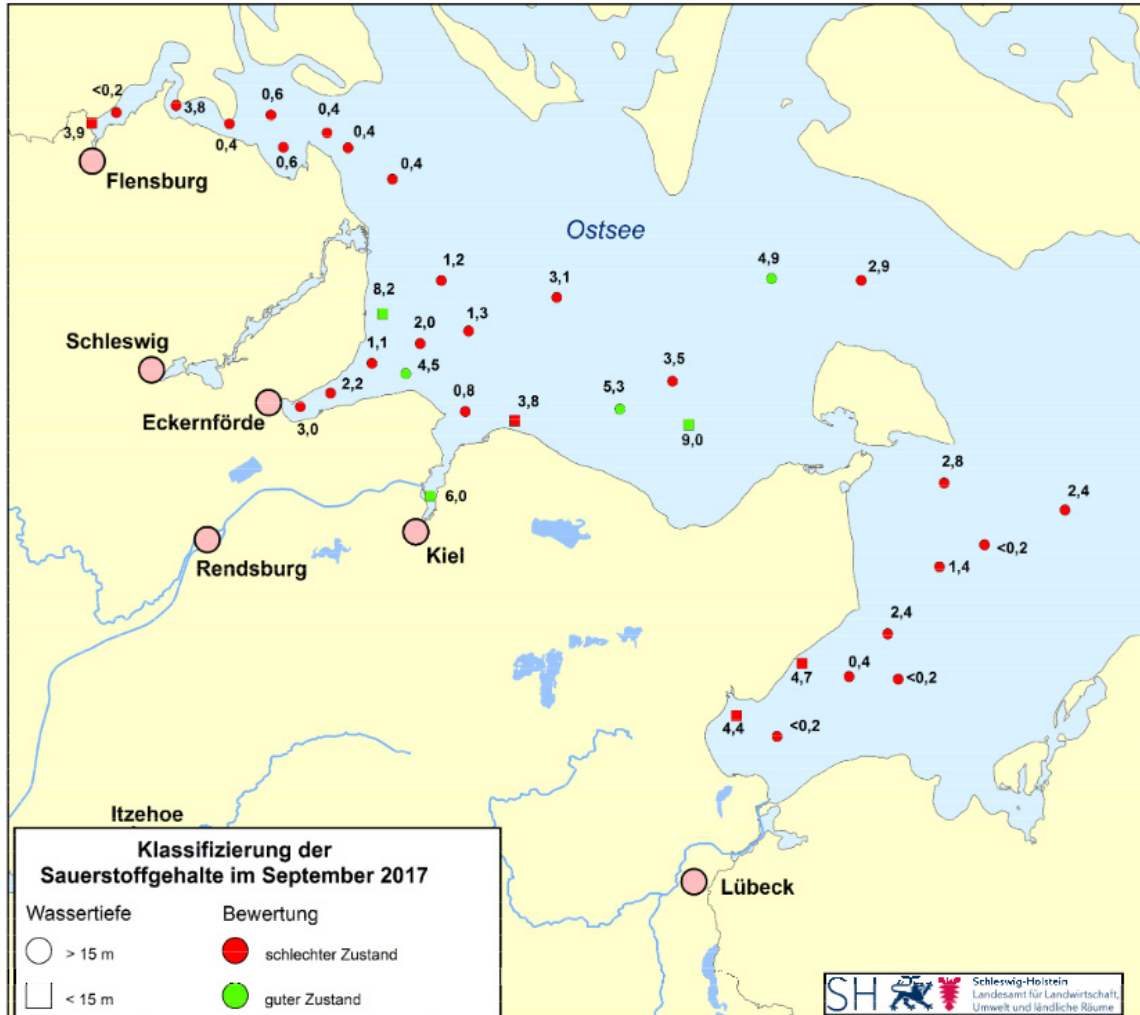 <0,2
3,8
0,6
0,4
3,9
0,4
0,6
0,4
0,4
Flensburg
Ostsee
1,2
3,1
4,9
2,9
8,2
1,3
2,0
Schleswig
1,1
4,5
3,5
2,2
5,3
Eckernförde
3,0
0,8
3,8
9,0
6,0
2,8
2,4
Rendsburg
Kiel
<0,2
1,4
2,4
4,7
0,4
<0,2
4,4
<0,2
Itzehoe
Lübeck
Klassifizierung der
Sauerstoffgehalte im September 2017
Wassertiefe
Bewertung
> 15 m
schlechter Zustand
< 15 m
guter Zustand
SH
Schleswig-Holstein
Landesamt für Landwirtschaft,
Umwelt und ländliche Räume